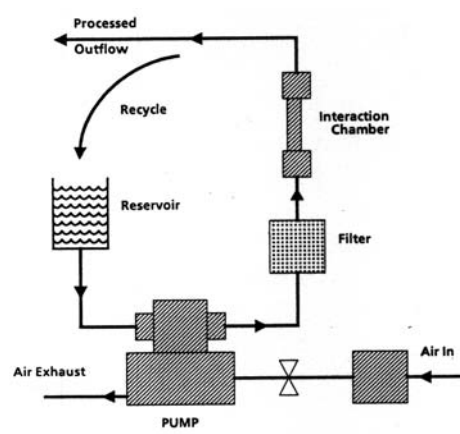 Processed
Outflow
Recycle
Interaction
Chamber
Reservoir
Filter
Air In
Air Exhaust
PUMP